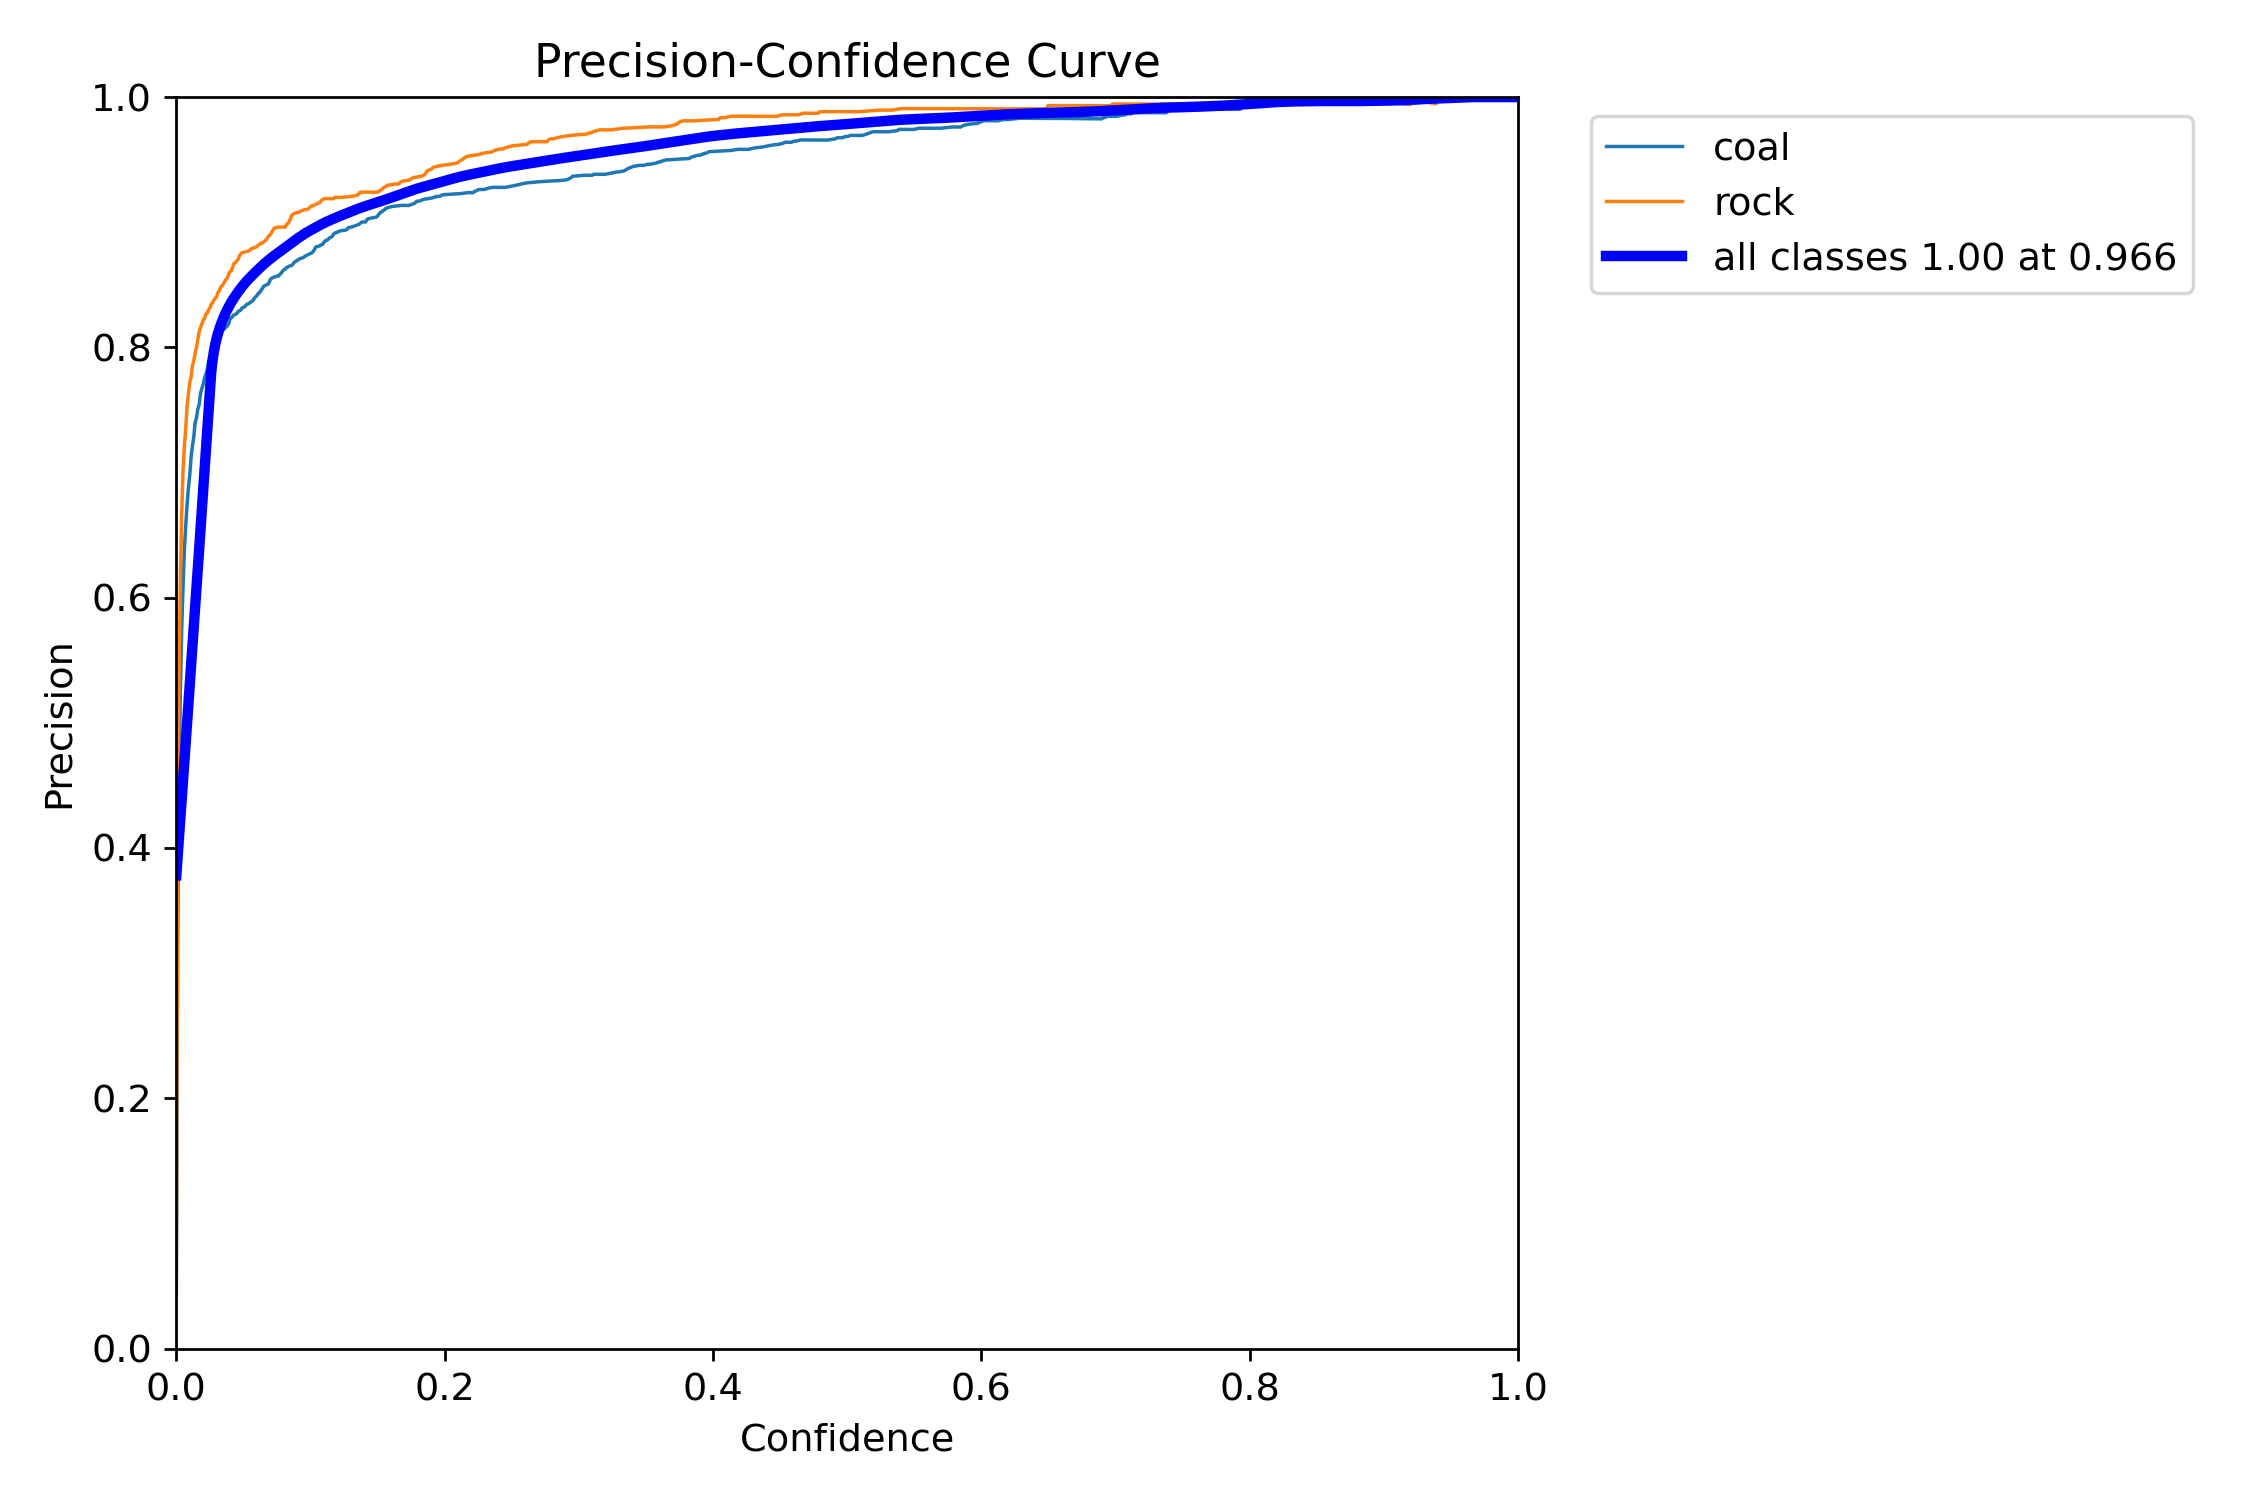 Precision-Confidence Curve
1.0
0.8
0.6
0.4
0.2
0.0
Precision
0.0 0.2 0.4 0.6 0.8 1.0
Confidence
coal
rock
all classes 1.00 at 0.966